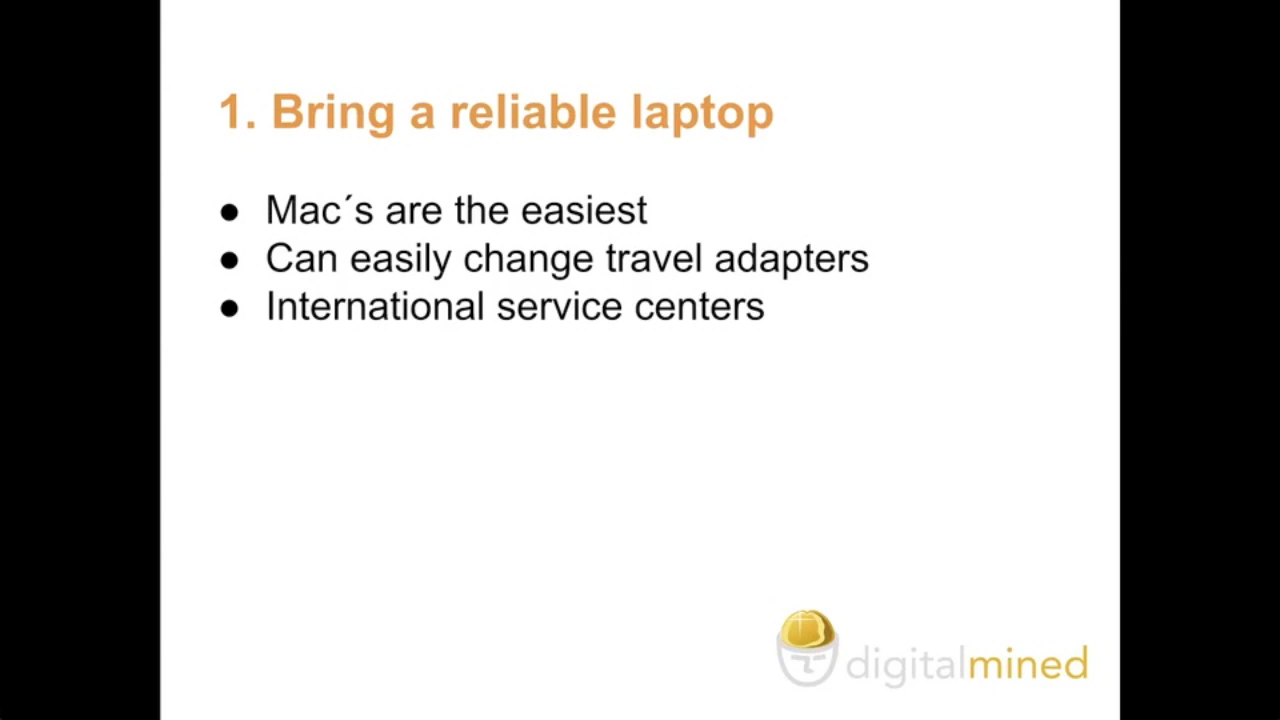 1. Bring a reliable laptop
● Mac´s are the easiest
● Can easily change travel adapters
● International service centers
digitalmined